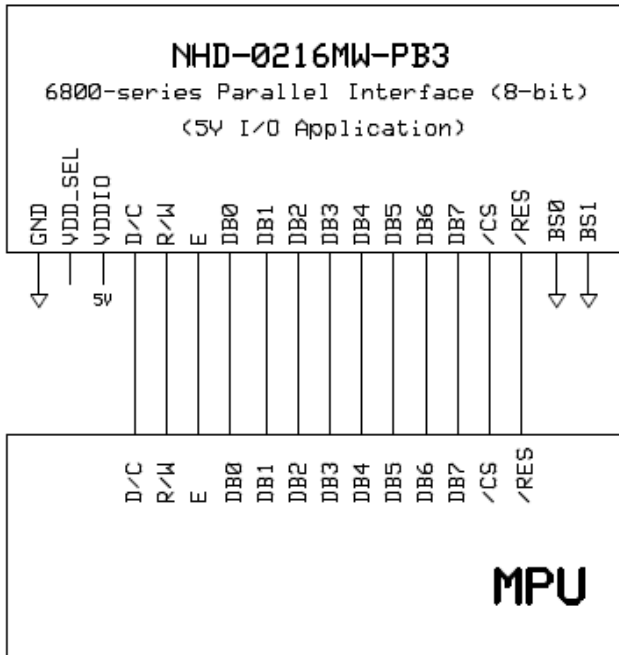 NHD-0216MW-PB3
6800-series Parallel Interface (8-bit)
(5V I/O Application)
GND
VDD_SEL
VDDIO
D/C
R/W
E
DB0
DB1
DB2
DB3
DB4
DB5
DB6
DB7
/CS
/RES
BS0
BS1
5V
D/C
R/W
E
DB0
DB1
DB2
DB3
DB4
DB5
DB6
DB7
/CS
/RES
MPU